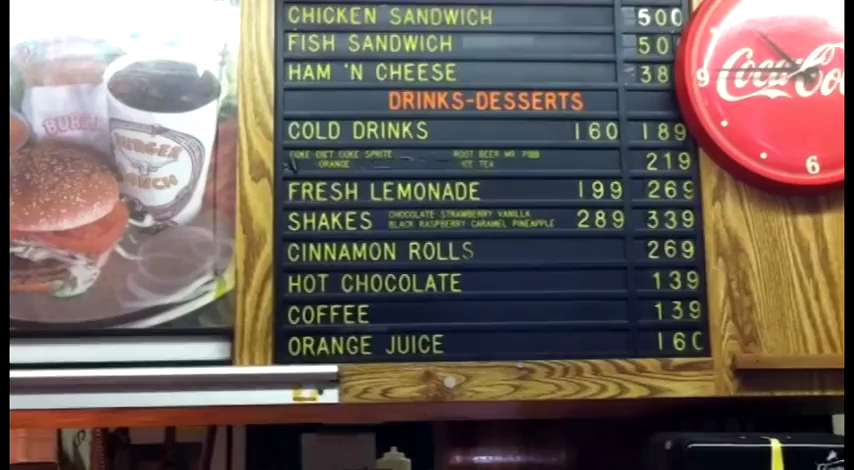 CHICKEN SANDWICH 500
FISH SANDWICH 50
HAM 'N CHEESE 38
DRINKS-DESSERTS
COLD DRINKS 160 189
COKE DIET COKE SPRITE ROOT BEER MR PIBB 219
ORANGE ICE TEA
FRESH LEMONADE 199 269
SHAKES CHOCOLATE STRAWBERRY VANILLA 289 339
BLACK RASPBERRY CARAMEL PINEAPPLE
CINNAMON ROLLS 269
HOT CHOCOLATE 139
COFFEE 139
ORANGE JUICE 160
BURGER
BURGER
RANCH
Coca-Cola
9
6